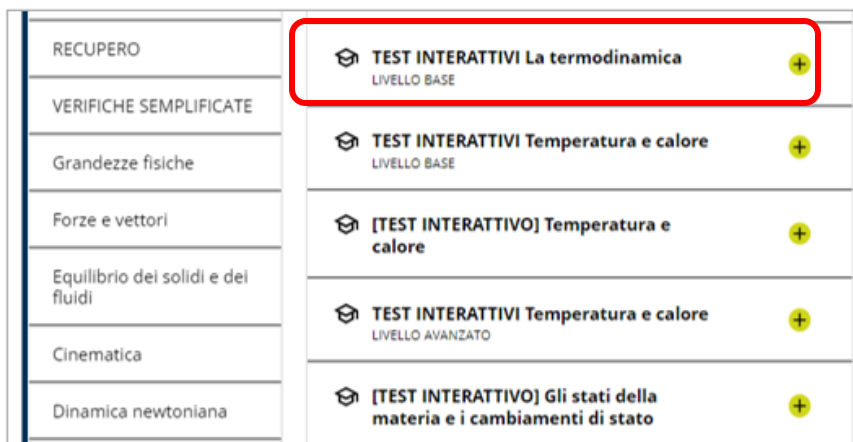 RECUPERO
VERIFICHE SEMPLIFICATE
Grandezze fisiche
Forze e vettori
Equilibrio dei solidi e dei
fluidi
Cinematica
Dinamica newtoniana
TEST INTERATTIVI La termodinamica
LIVELLO BASE
TEST INTERATTIVI Temperatura e calore
LIVELLO BASE
[TEST INTERATTIVO] Temperatura e
calore
TEST INTERATTIVI Temperatura e calore
LIVELLO AVANZATO
[TEST INTERATTIVO] Gli stati della
materia e i cambiamenti di stato